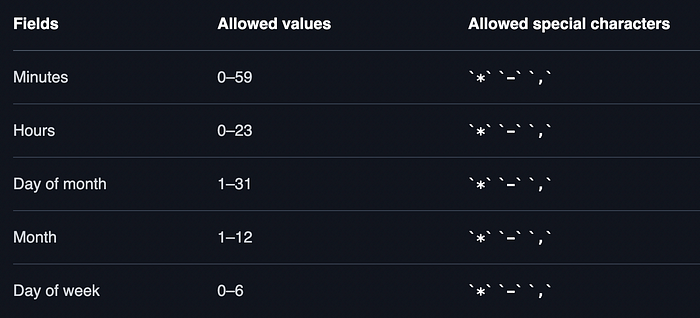 Fields Allowed values Allowed special characters
Minutes 0–59 `*` `–` `,`
Hours 0–23 `*` `–` `,`
Day of month 1–31 `*` `–` `,`
Month 1–12 `*` `–` `,`
Day of week 0–6 `*` `–` `,`